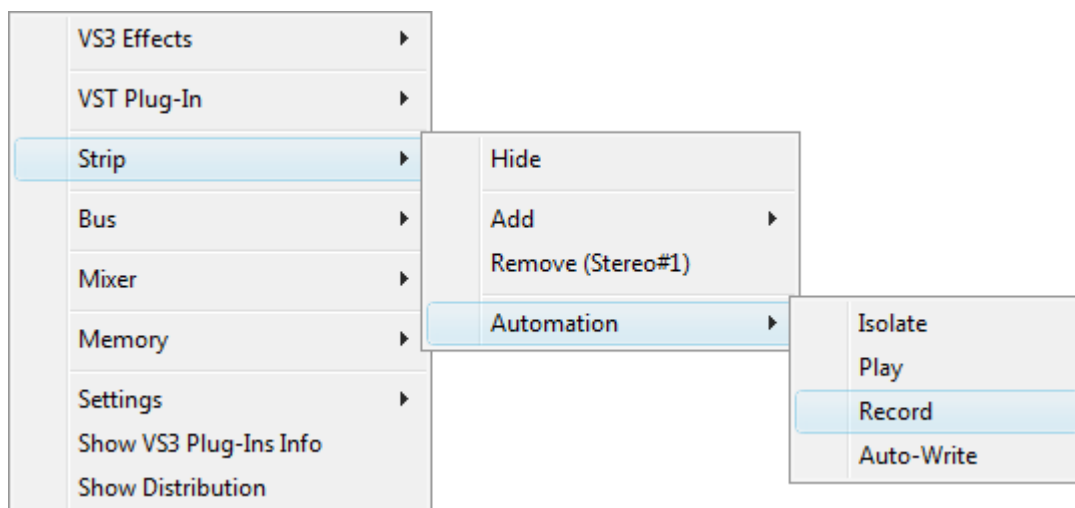 VS3 Effects
VST Plug-In
Strip
Bus
Mixer
Memory
Settings
Show VS3 Plug-Ins Info
Show Distribution
Hide
Add
Remove (Stereo#1)
Automation
Isolate
Play
Record
Auto-Write